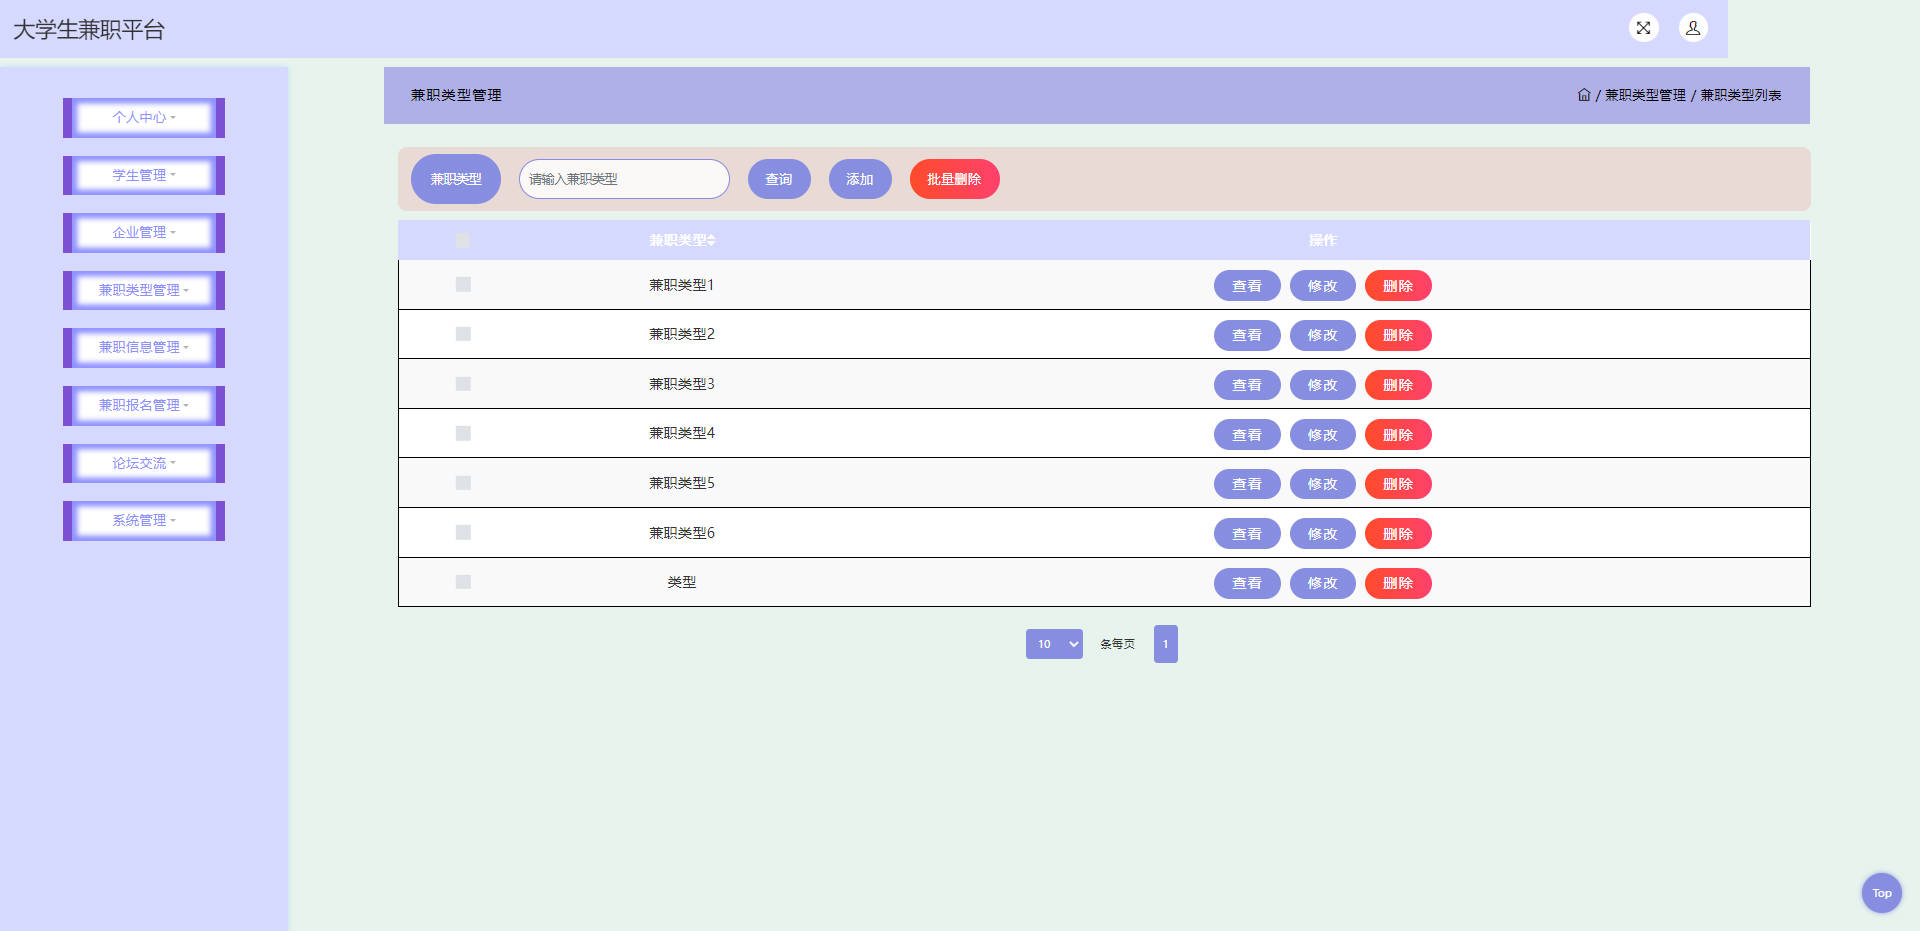 大学生兼职平台
个人中心
学生管理
企业管理
兼职类型管理
兼职信息管理
兼职报名管理
论坛交流
系统管理
兼职类型管理
/ 兼职类型管理 / 兼职类型列表
兼职类型 请输入兼职类型 查询 添加 批量删除
兼职类型 操作
兼职类型1 查看 修改 删除
兼职类型2 查看 修改 删除
兼职类型3 查看 修改 删除
兼职类型4 查看 修改 删除
兼职类型5 查看 修改 删除
兼职类型6 查看 修改 删除
类型 查看 修改 删除
10 条每页 1
Top